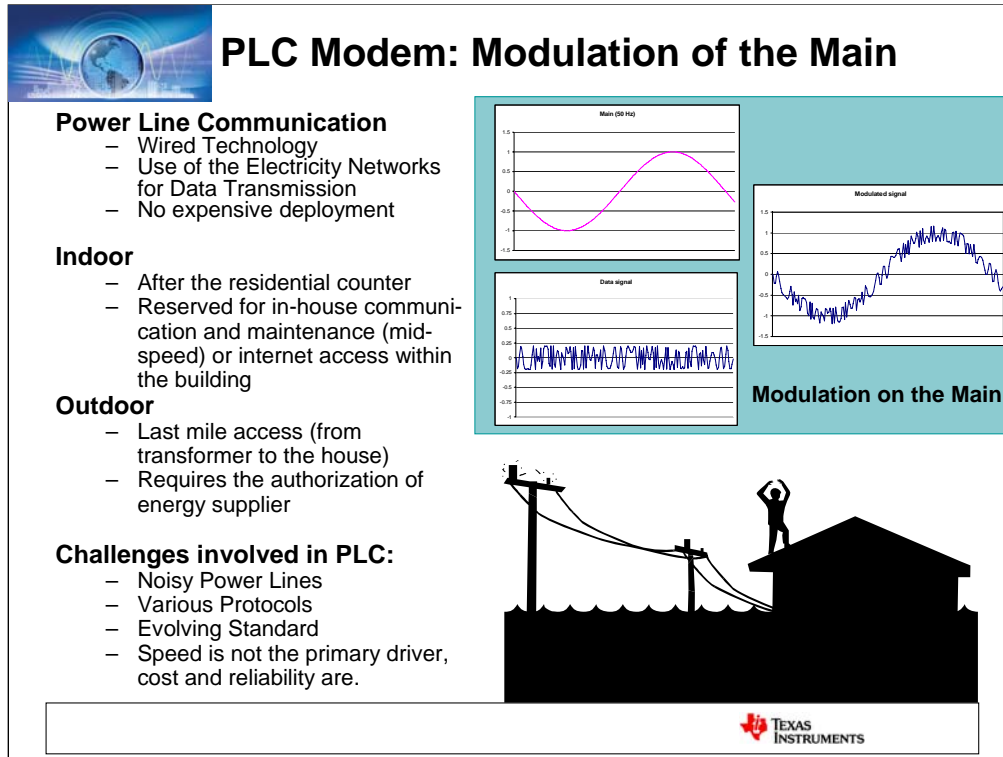 PLC Modem: Modulation of the Main
Power Line Communication
– Wired Technology
– Use of the Electricity Networks
for Data Transmission
– No expensive deployment
Indoor
– After the residential counter
– Reserved for in-house communi-
cation and maintenance (mid-
speed) or internet access within
the building
Outdoor
– Last mile access (from
transformer to the house)
– Requires the authorization of
energy supplier
Challenges involved in PLC:
– Noisy Power Lines
– Various Protocols
– Evolving Standard
– Speed is not the primary driver,
cost and reliability are.
Main (50 Hz)
1.5
1
0.5
0
-0.5
-1
-1.5
Data signal
1
0.75
0.5
0.25
0
-0.25
-0.5
-0.75
-1
Modulated signal
1.5
1
0.5
0
-0.5
-1
-1.5
Modulation on the Main
TEXAS
INSTRUMENTS